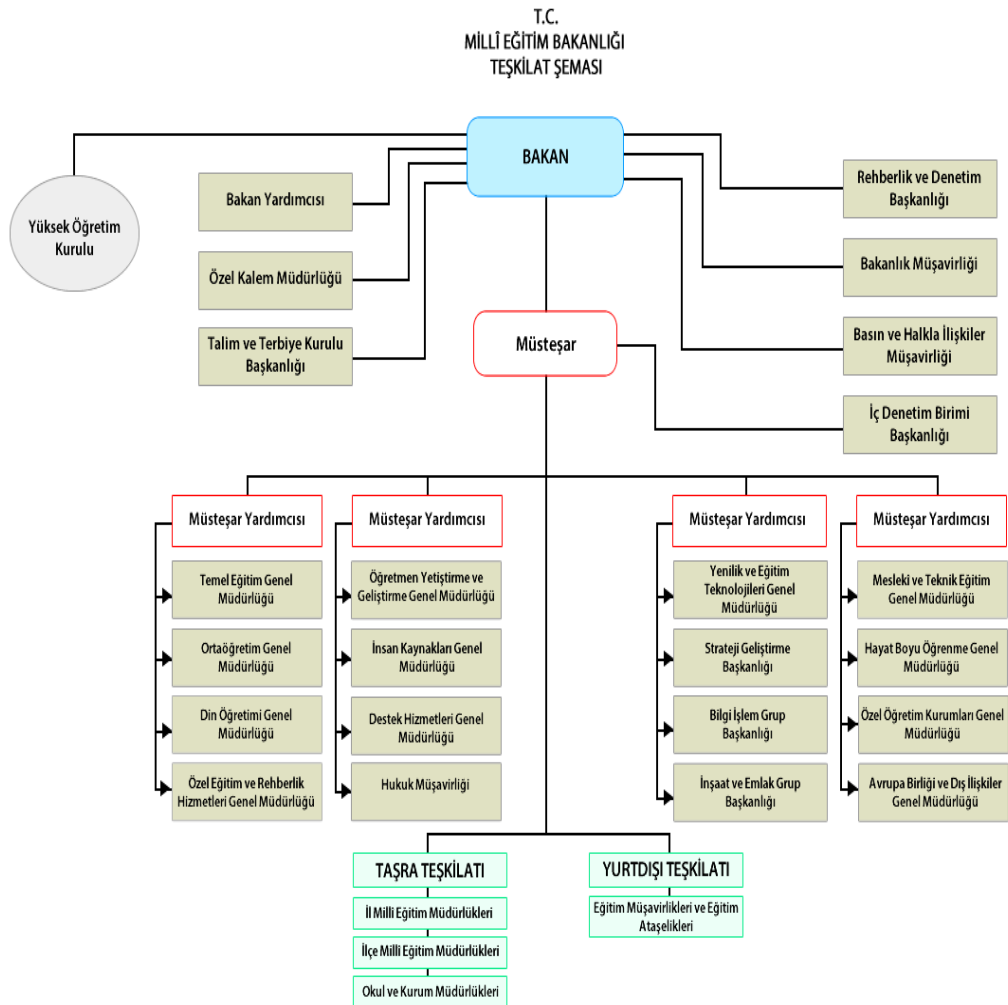 T.C.
MİLLÎ EĞİTİM BAKANLIĞI
TEŞKİLAT ŞEMASI
BAKAN
Yüksek Öğretim
Kurulu
Bakan Yardımcısı
Özel Kalem Müdürlüğü
Talim ve Terbiye Kurulu
Başkanlığı
Rehberlik ve Denetim
Başkanlığı
Bakanlık Müşavirliği
Basın ve Halkla İlişkiler
Müşavirliği
Müsteşar
İç Denetim Birimi
Başkanlığı
Müsteşar Yardımcısı
Temel Eğitim Genel
Müdürlüğü
Ortaöğretim Genel
Müdürlüğü
Din Öğretimi Genel
Müdürlüğü
Özel Eğitim ve Rehberlik
Hizmetleri Genel Müdürlüğü
Müsteşar Yardımcısı
Öğretmen Yetiştirme ve
Geliştirme Genel Müdürlüğü
İnsan Kaynakları Genel
Müdürlüğü
Destek Hizmetleri Genel
Müdürlüğü
Hukuk Müşavirliği
Müsteşar Yardımcısı
Yenilik ve Eğitim
Teknolojileri Genel
Müdürlüğü
Strateji Geliştirme
Başkanlığı
Bilgi İşlem Grup
Başkanlığı
İnşaat ve Emlak Grup
Başkanlığı
Müsteşar Yardımcısı
Mesleki ve Teknik Eğitim
Genel Müdürlüğü
Hayat Boyu Öğrenme Genel
Müdürlüğü
Özel Öğretim Kurumları Genel
Müdürlüğü
Avrupa Birliği ve Dış İlişkiler
Genel Müdürlüğü
TAŞRA TEŞKİLATI
İl Milli Eğitim Müdürlükleri
İlçe Millî Eğitim Müdürlükleri
Okul ve Kurum Müdürlükleri
YURTDIŞI TEŞKİLATI
Eğitim Müşavirlikleri ve Eğitim
Ataşelikleri